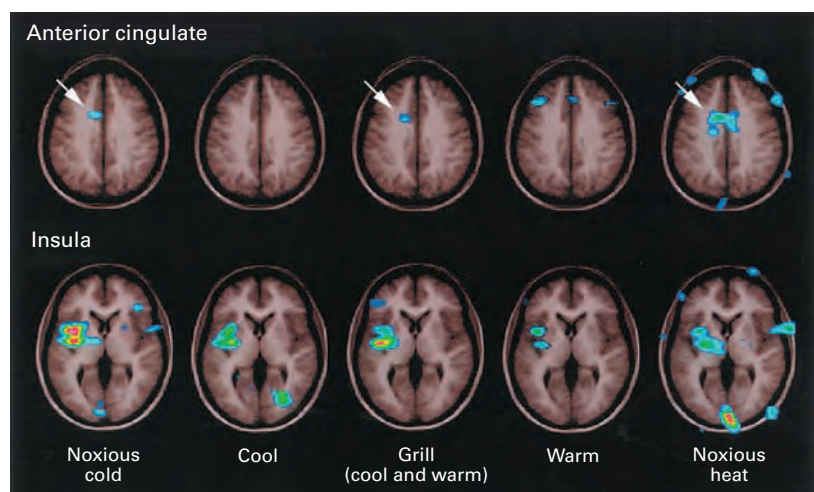 Anterior cingulate
Insula
Noxious
cold
Cool
Grill
(cool and warm)
Warm
Noxious
heat